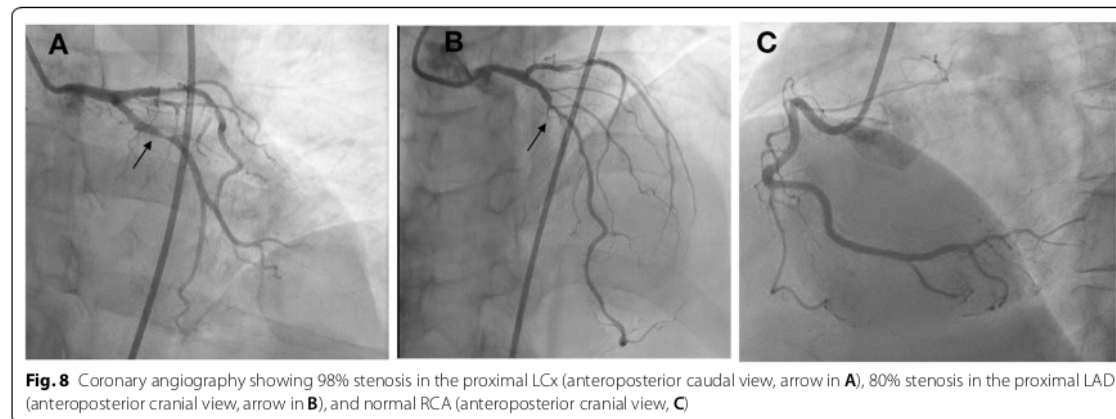 A
B
C
Fig. 8 Coronary angiography showing 98% stenosis in the proximal LCx (anteroposterior caudal view, arrow in A), 80% stenosis in the proximal LAD
(anteroposterior cranial view, arrow in B), and normal RCA (anteroposterior cranial view, C)